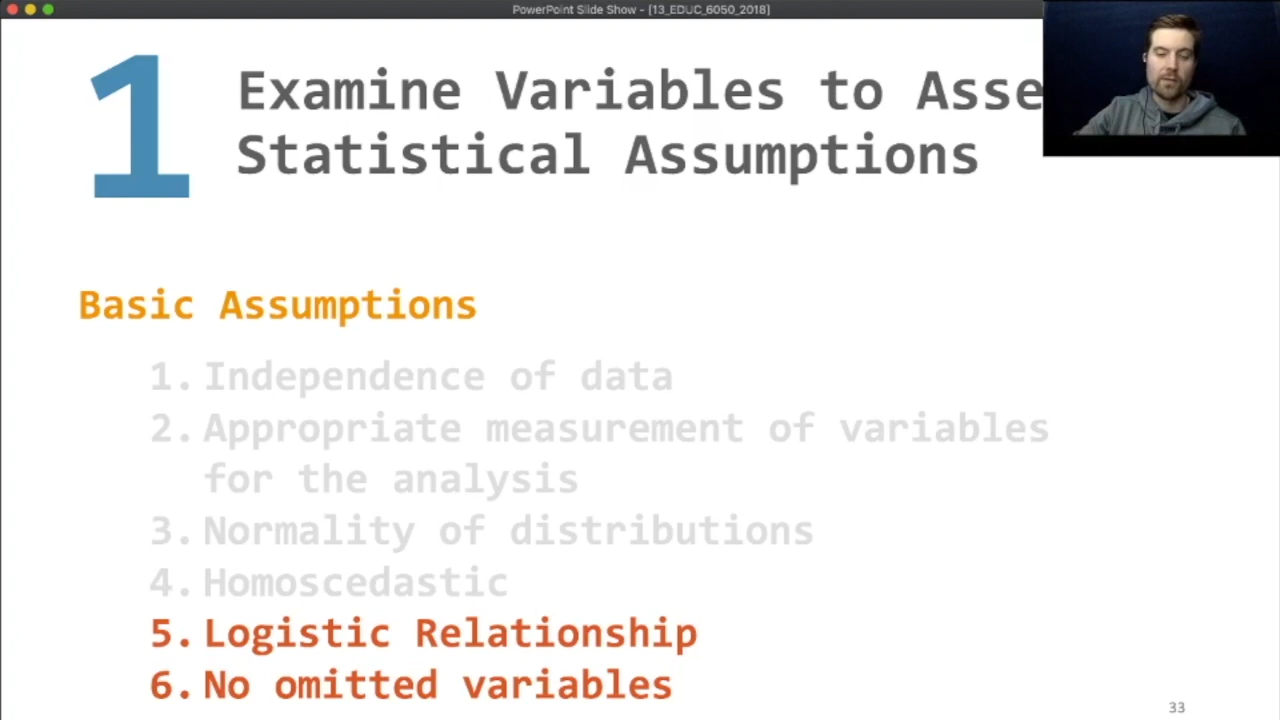 PowerPoint Slide Show - [13_EDUC_6050_2018]
1
Examine Variables to Asse
Statistical Assumptions
Basic Assumptions
1. Independence of data
2. Appropriate measurement of variables
for the analysis
3. Normality of distributions
4. Homoscedastic
5. Logistic Relationship
6. No omitted variables
33